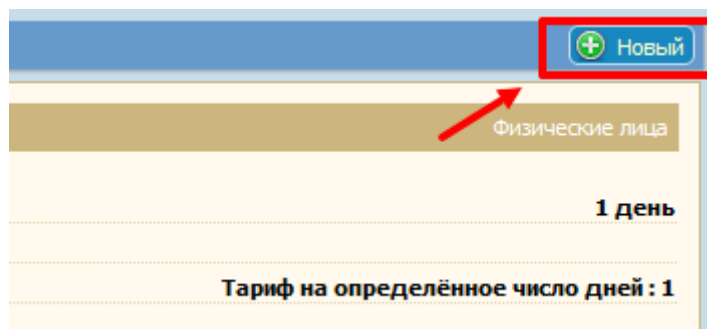 Новый
Физические лица
1 день
Тариф на определённое число дней : 1